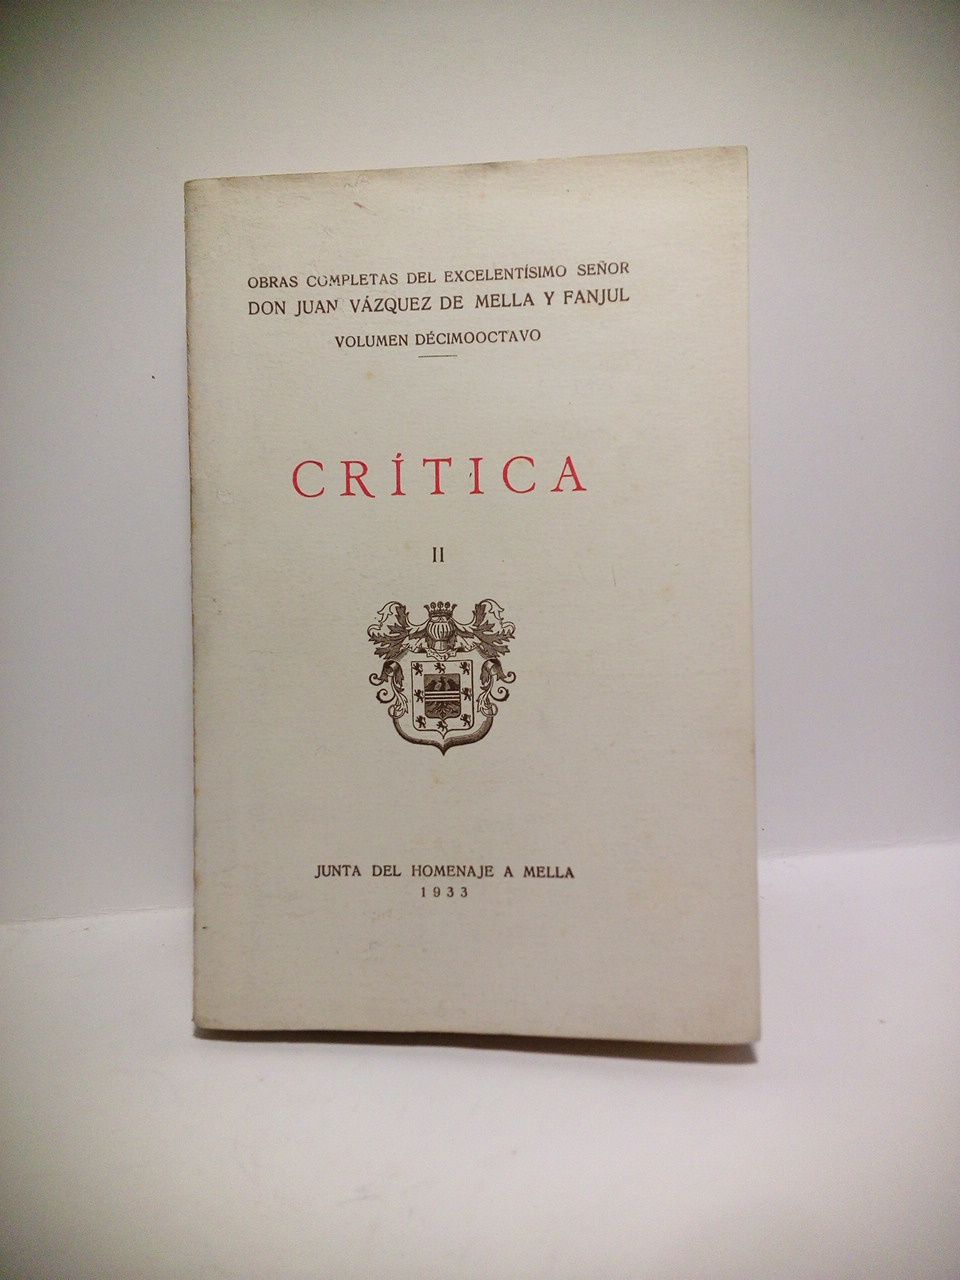 OBRAS COMPLETAS DEL EXCELENTÍSIMO SEÑOR
DON JUAN VÁZQUEZ DE MELLA Y FANJUL
VOLUMEN DÉCIMOOCTAVO
CRÍTICA
II
JUNTA DEL HOMENAJE A MELLA
1933